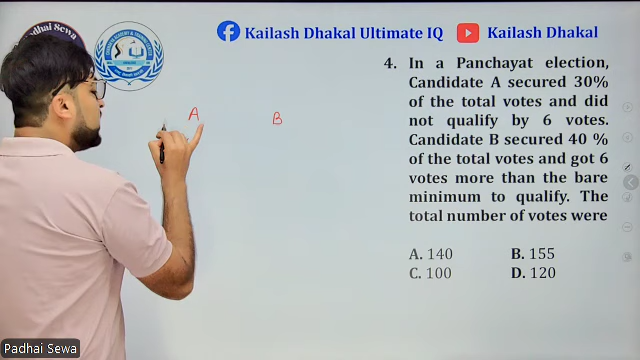 Kailash Dhakal Ultimate IQ
Kailash Dhakal
4. In a Panchayat election,
Candidate A secured 30%
of the total votes and did
not qualify by 6 votes.
Candidate B secured 40 %
of the total votes and got 6
votes more than the bare
minimum to qualify. The
total number of votes were
A. 140
B. 155
C. 100
D. 120
A
B
Padhai Sewa